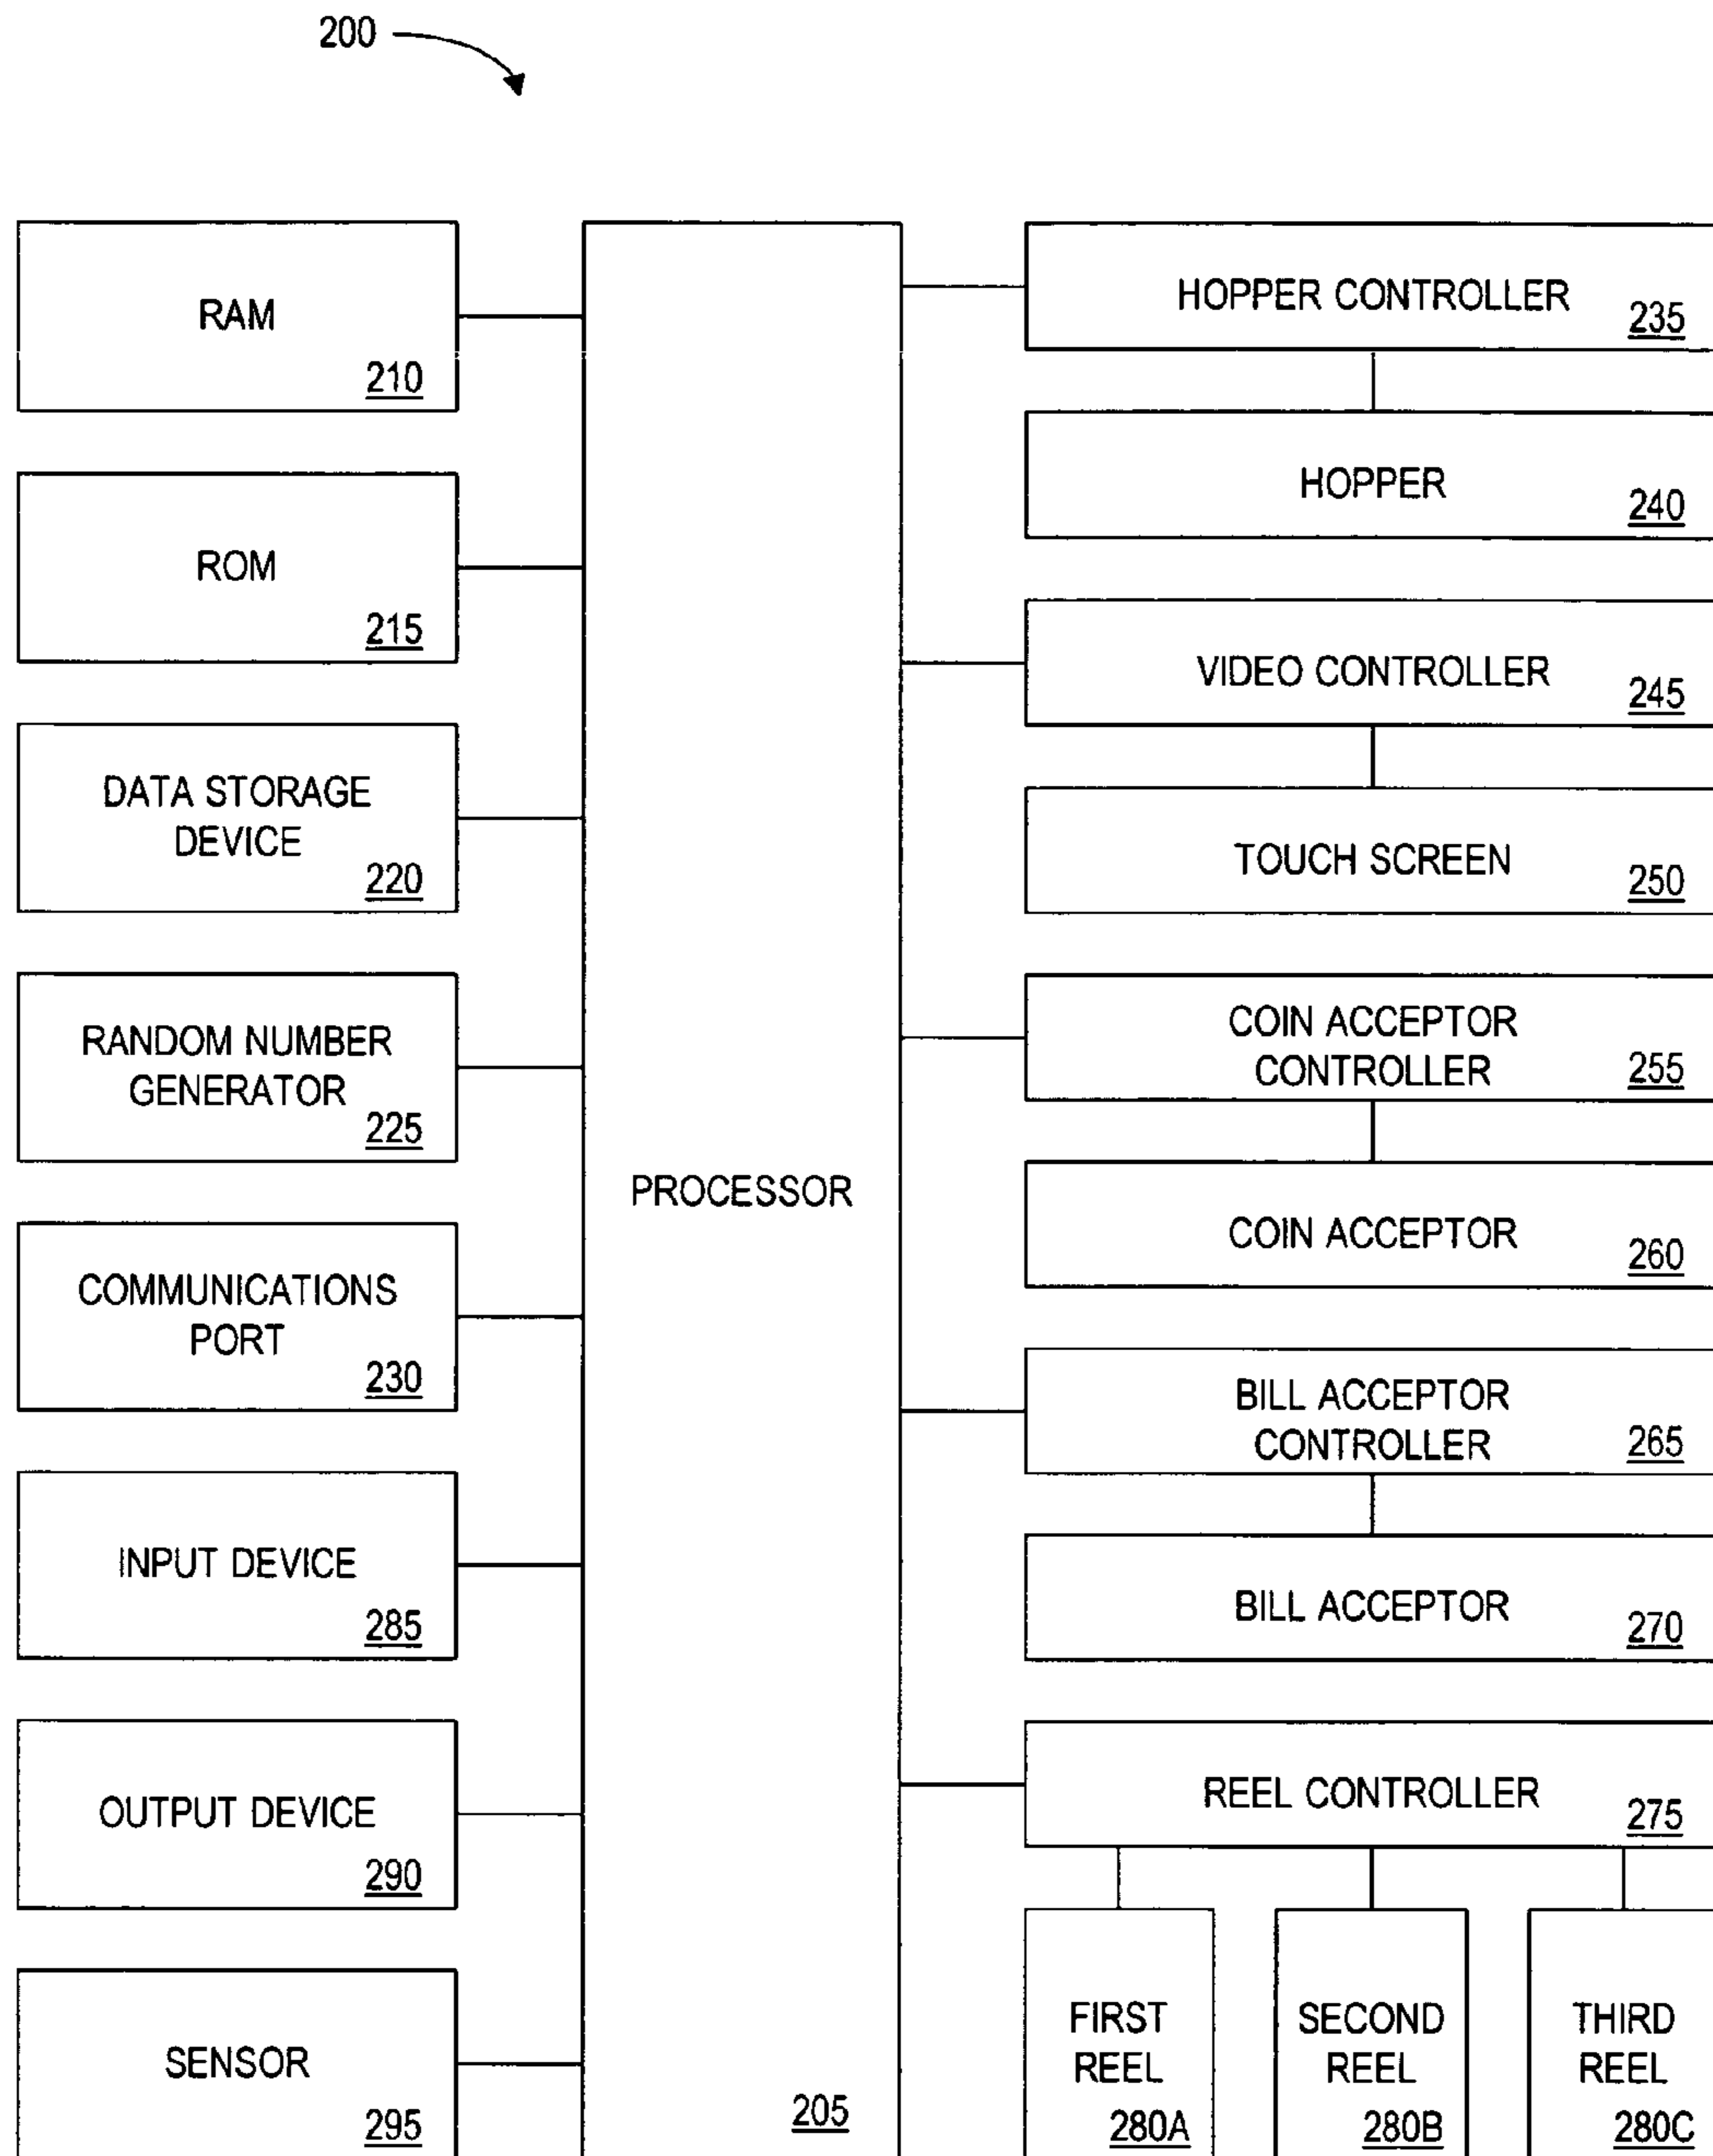 200
RAM
210
ROM
215
DATA STORAGE
DEVICE
220
RANDOM NUMBER
GENERATOR
225
COMMUNICATIONS
PORT
230
INPUT DEVICE
285
OUTPUT DEVICE
290
SENSOR
295
PROCESSOR
205
HOPPER CONTROLLER
235
HOPPER
240
VIDEO CONTROLLER
245
TOUCH SCREEN
250
COIN ACCEPTOR
CONTROLLER
255
COIN ACCEPTOR
260
BILL ACCEPTOR
CONTROLLER
265
BILL ACCEPTOR
270
REEL CONTROLLER
275
FIRST
REEL
280A
SECOND
REEL
280B
THIRD
REEL
280C